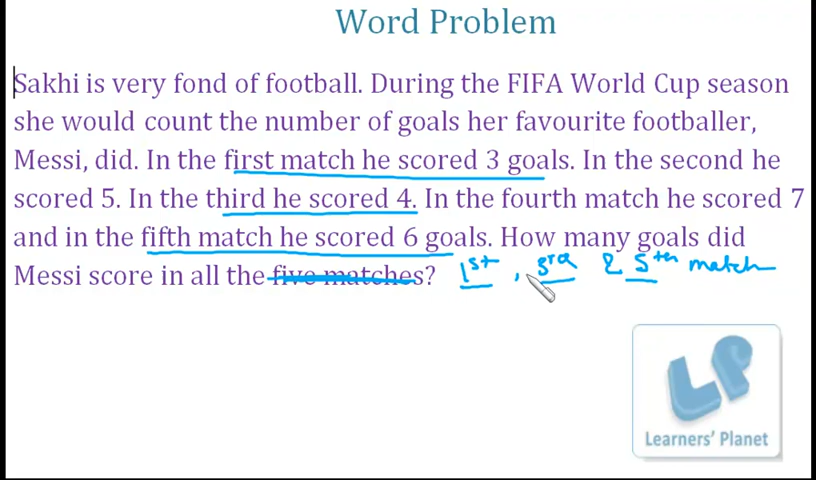 Word Problem
Sakhi is very fond of football. During the FIFA World Cup season
she would count the number of goals her favourite footballer,
Messi, did. In the first match he scored 3 goals. In the second he
scored 5. In the third he scored 4. In the fourth match he scored 7
and in the fifth match he scored 6 goals. How many goals did
Messi score in all the five matches? 1st, 3rd & 5th match
LP
Learners' Planet